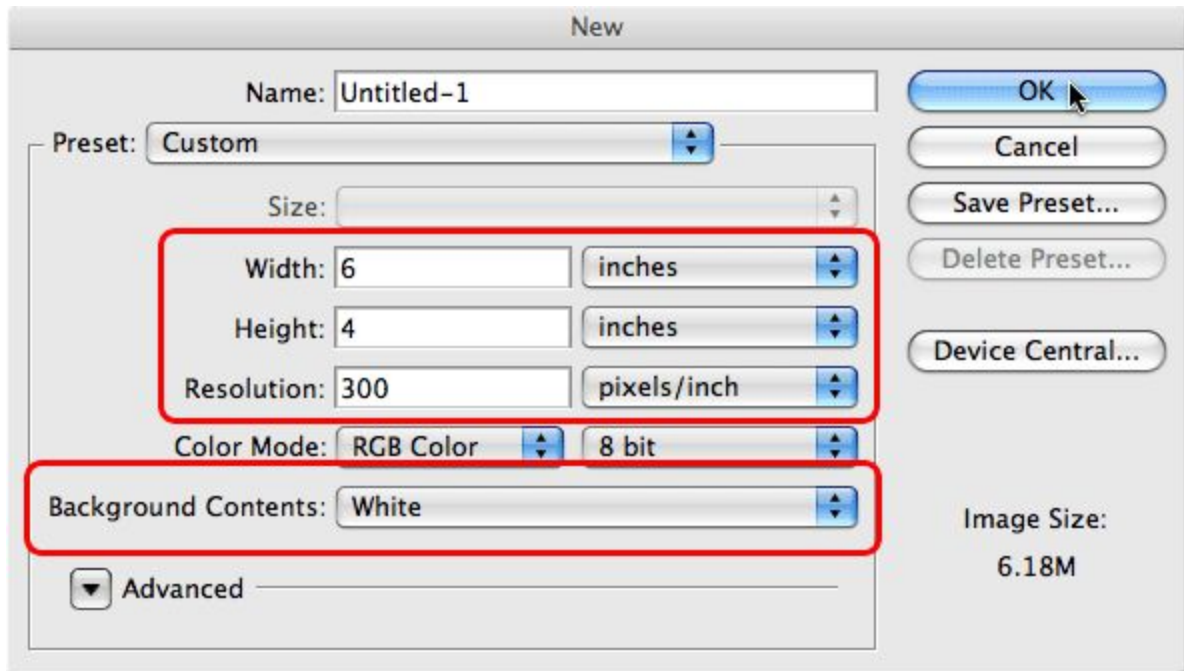 New
Name: Untitled-1
OK
Preset: Custom
Cancel
Size:
Save Preset...
Width: 6 inches
Delete Preset...
Height: 4 inches
Device Central...
Resolution: 300 pixels/inch
Color Mode: RGB Color 8 bit
Background Contents: White
Image Size:
6.18M
Advanced